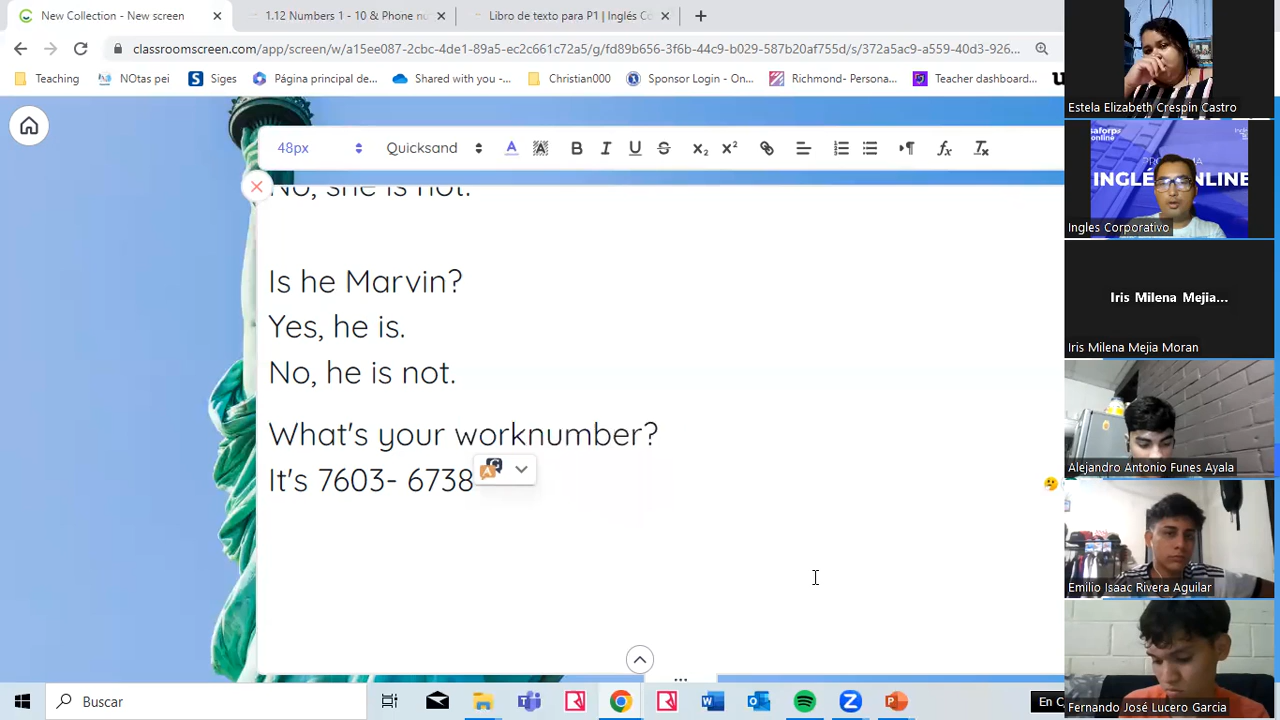 New Collection - New screen
1.12 Numbers 1 - 10 & Phone nu
Libro de texto para P1 | Inglés Co
classroomscreen.com/app/screen/w/a15ee087-2cbc-4de1-89a5-ec2c661c72a5/g/fd89b656-3f6b-44c9-b029-587b20af755d/s/372a5ac9-a559-40d3-926...
Teaching
NOtas pei
Siges
Página principal de...
Shared with you -...
Christian000
Sponsor Login - On...
Richmond- Persona...
Teacher dashboard...
48px
Quicksand
No, she is not.
Is he Marvin?
Yes, he is.
No, he is not.
What's your worknumber?
It's 7603- 6738
Buscar
Estela Elizabeth Crespin Castro
INGLÉS ONLINE
Ingles Corporativo
Iris Milena Mejia...
Iris Milena Mejia Moran
Alejandro Antonio Funes Ayala
Emilio Isaac Rivera Aguilar
Fernando José Lucero Garcia